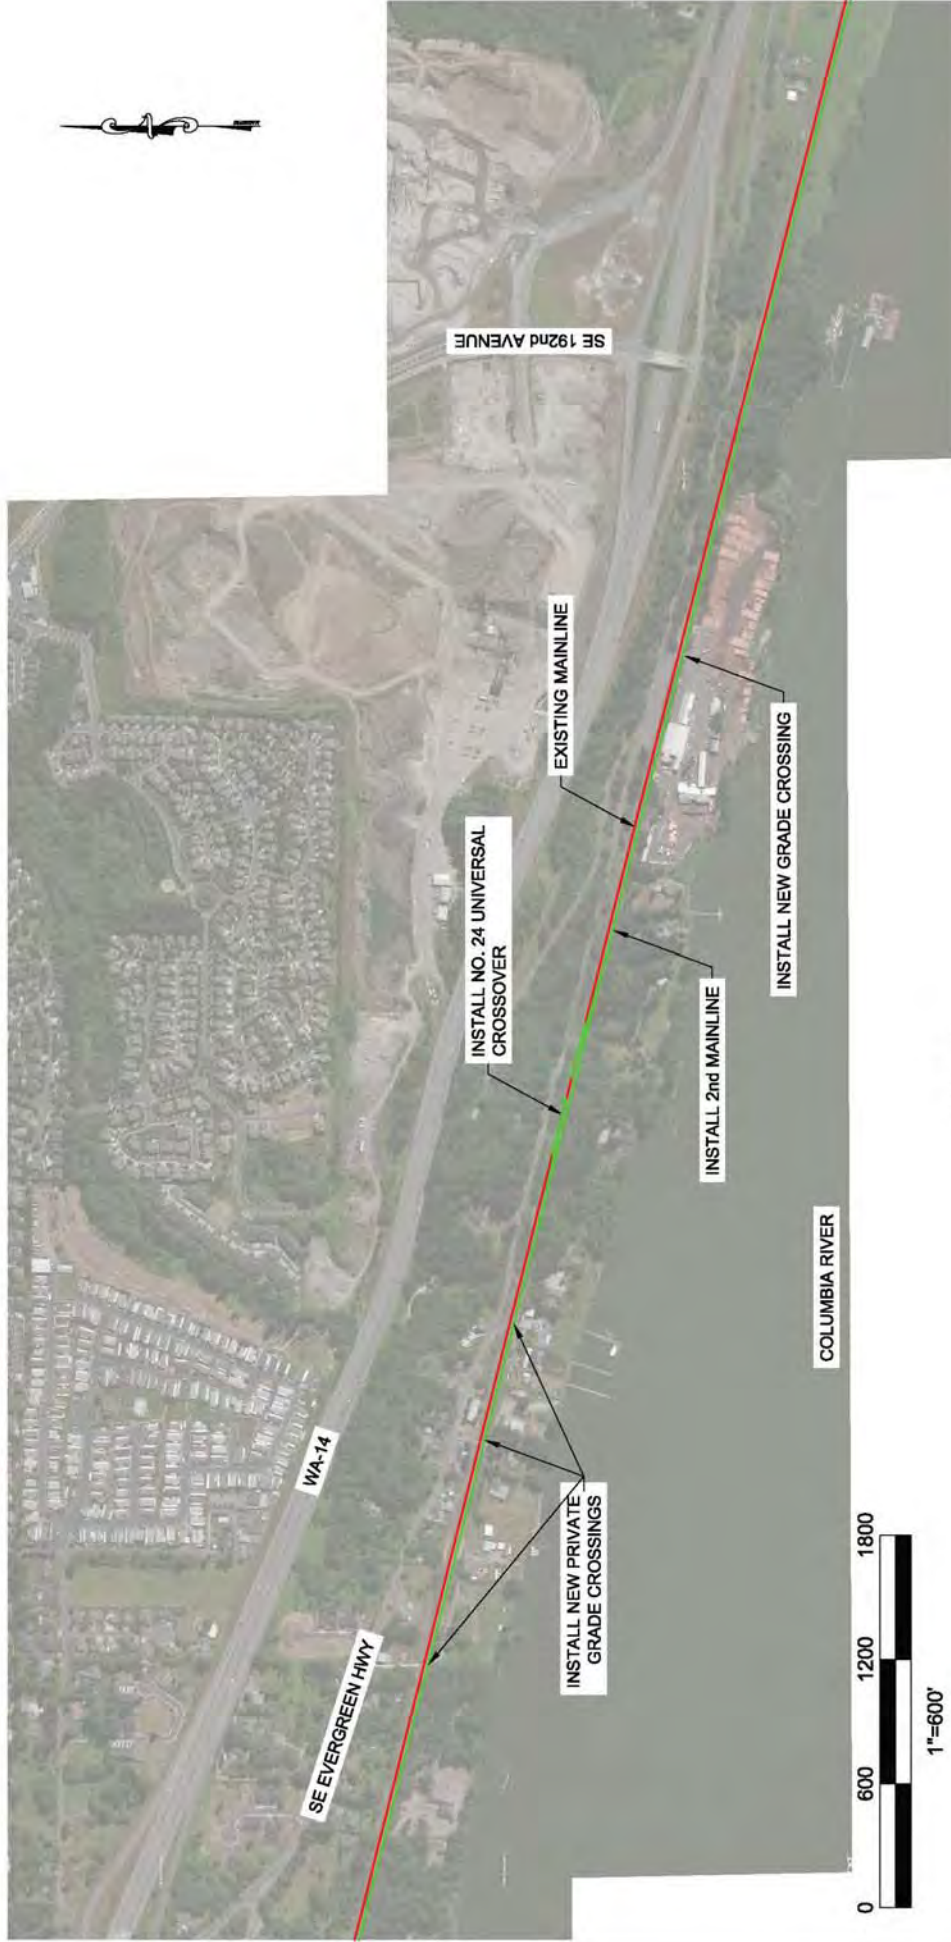 SE 192nd AVENUE
EXISTING MAINLINE
INSTALL NO. 24 UNIVERSAL
CROSSOVER
WA-14
SE EVERGREEN HWY
INSTALL NEW GRADE CROSSING
INSTALL 2nd MAINLINE
INSTALL NEW PRIVATE
GRADE CROSSINGS
COLUMBIA RIVER
0 600 1200 1800
1"=600'